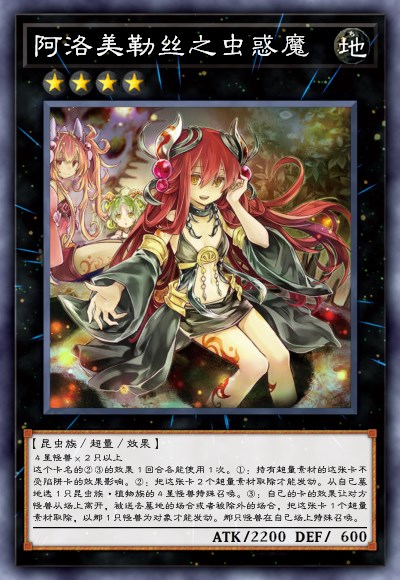 阿洛美勒丝之虫惑魔
地
【昆虫族／超量／效果】
4星怪兽×2只以上
这个卡名的②③的效果1回合各能使用1次。①：持有超量素材的这张卡不
受陷阱卡的效果影响。②：把这张卡2个超量素材取除才能发动。从自己墓
地选1只昆虫族·植物族的4星怪兽特殊召唤。③：自己的卡的效果让对方
怪兽从场上离开，被送去墓地的场合或者被除外的场合，把这张卡1个超量
素材取除，以那1只怪兽为对象才能发动。那只怪兽在自己场上特殊召唤。
ATK/2200 DEF/ 600